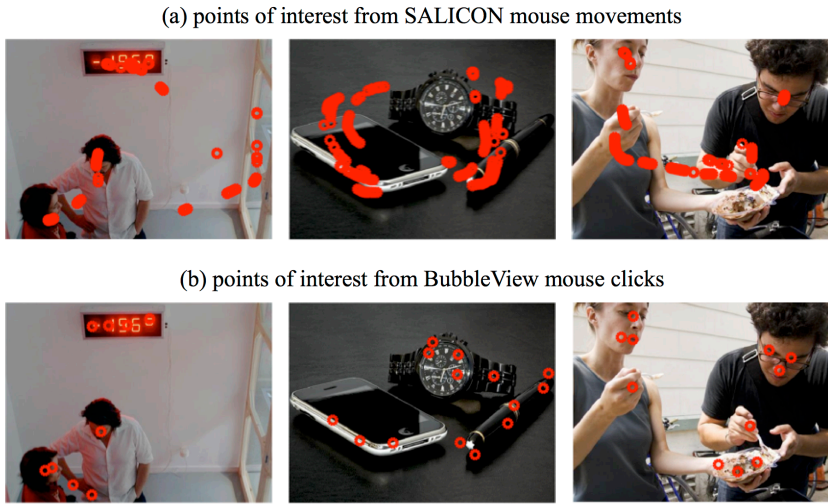 (a) points of interest from SALICON mouse movements
(b) points of interest from BubbleView mouse clicks